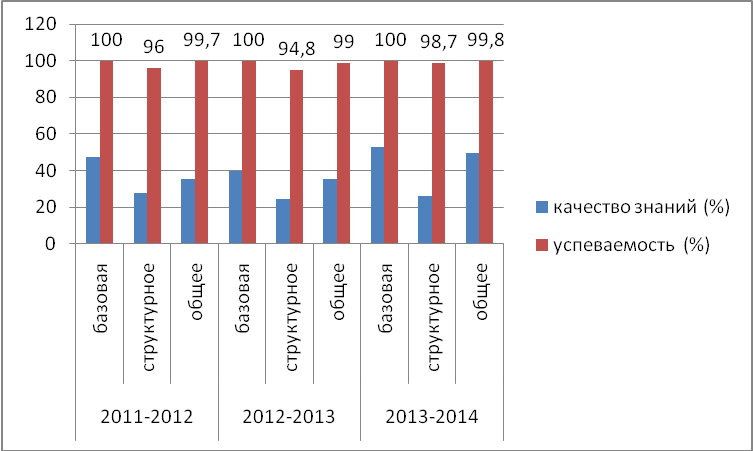 120
100
80
60
40
20
0
100
96
99,7
100
94,8
99
100
98,7
99,8
базовая
структурное
общее
базовая
структурное
общее
базовая
структурное
общее
2011-2012
2012-2013
2013-2014
качество знаний (%)
успеваемость (%)